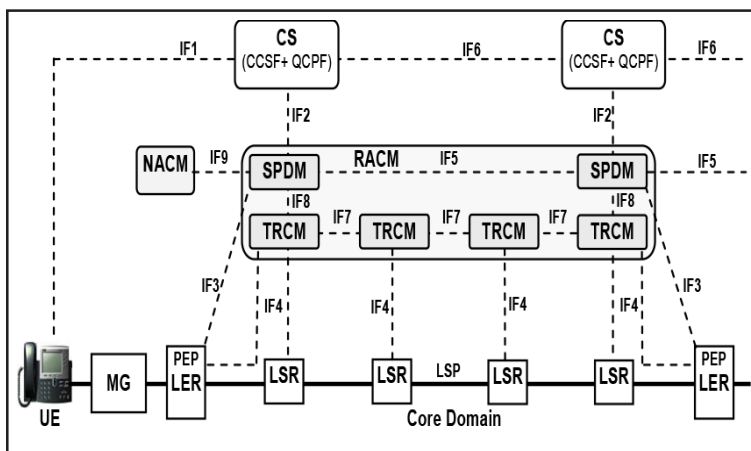 CS
(CCSF+ QCPF)
CS
(CCSF+ QCPF)
IF1
IF6
IF6
IF2
IF2
NACM
IF9
SPDM
RACM
IF5
SPDM
IF5
IF8
IF8
TRCM
IF7
TRCM
IF7
TRCM
IF7
TRCM
IF3
IF4
IF4
IF4
IF4
IF3
UE
MG
PEP
LER
LSR
LSR
LSP
LSR
LSR
PEP
LER
Core Domain